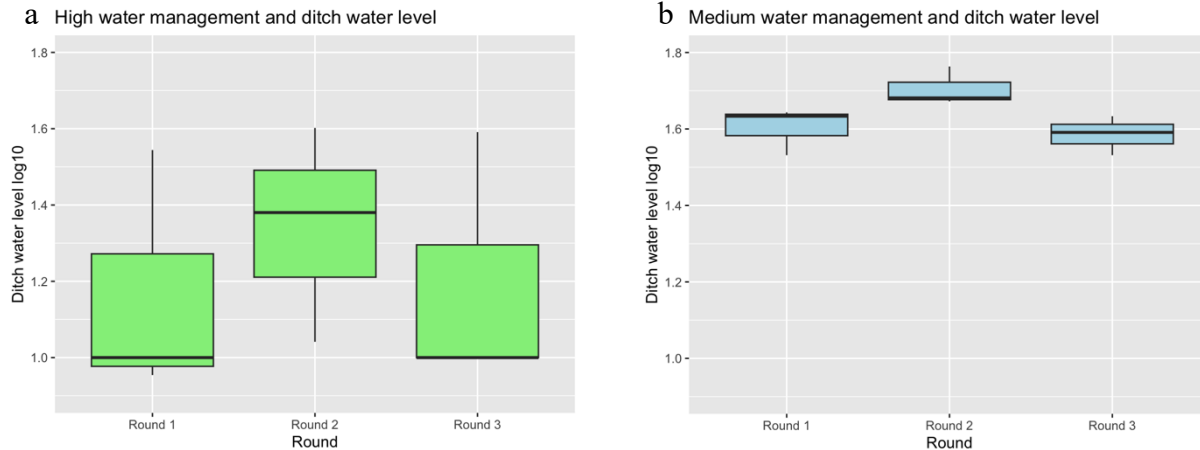 a High water management and ditch water level
Ditch water level log10
1.8
1.6
1.4
1.2
1.0
Round 1 Round 2 Round 3
Round
b Medium water management and ditch water level
Ditch water level log10
1.8
1.6
1.4
1.2
1.0
Round 1 Round 2 Round 3
Round